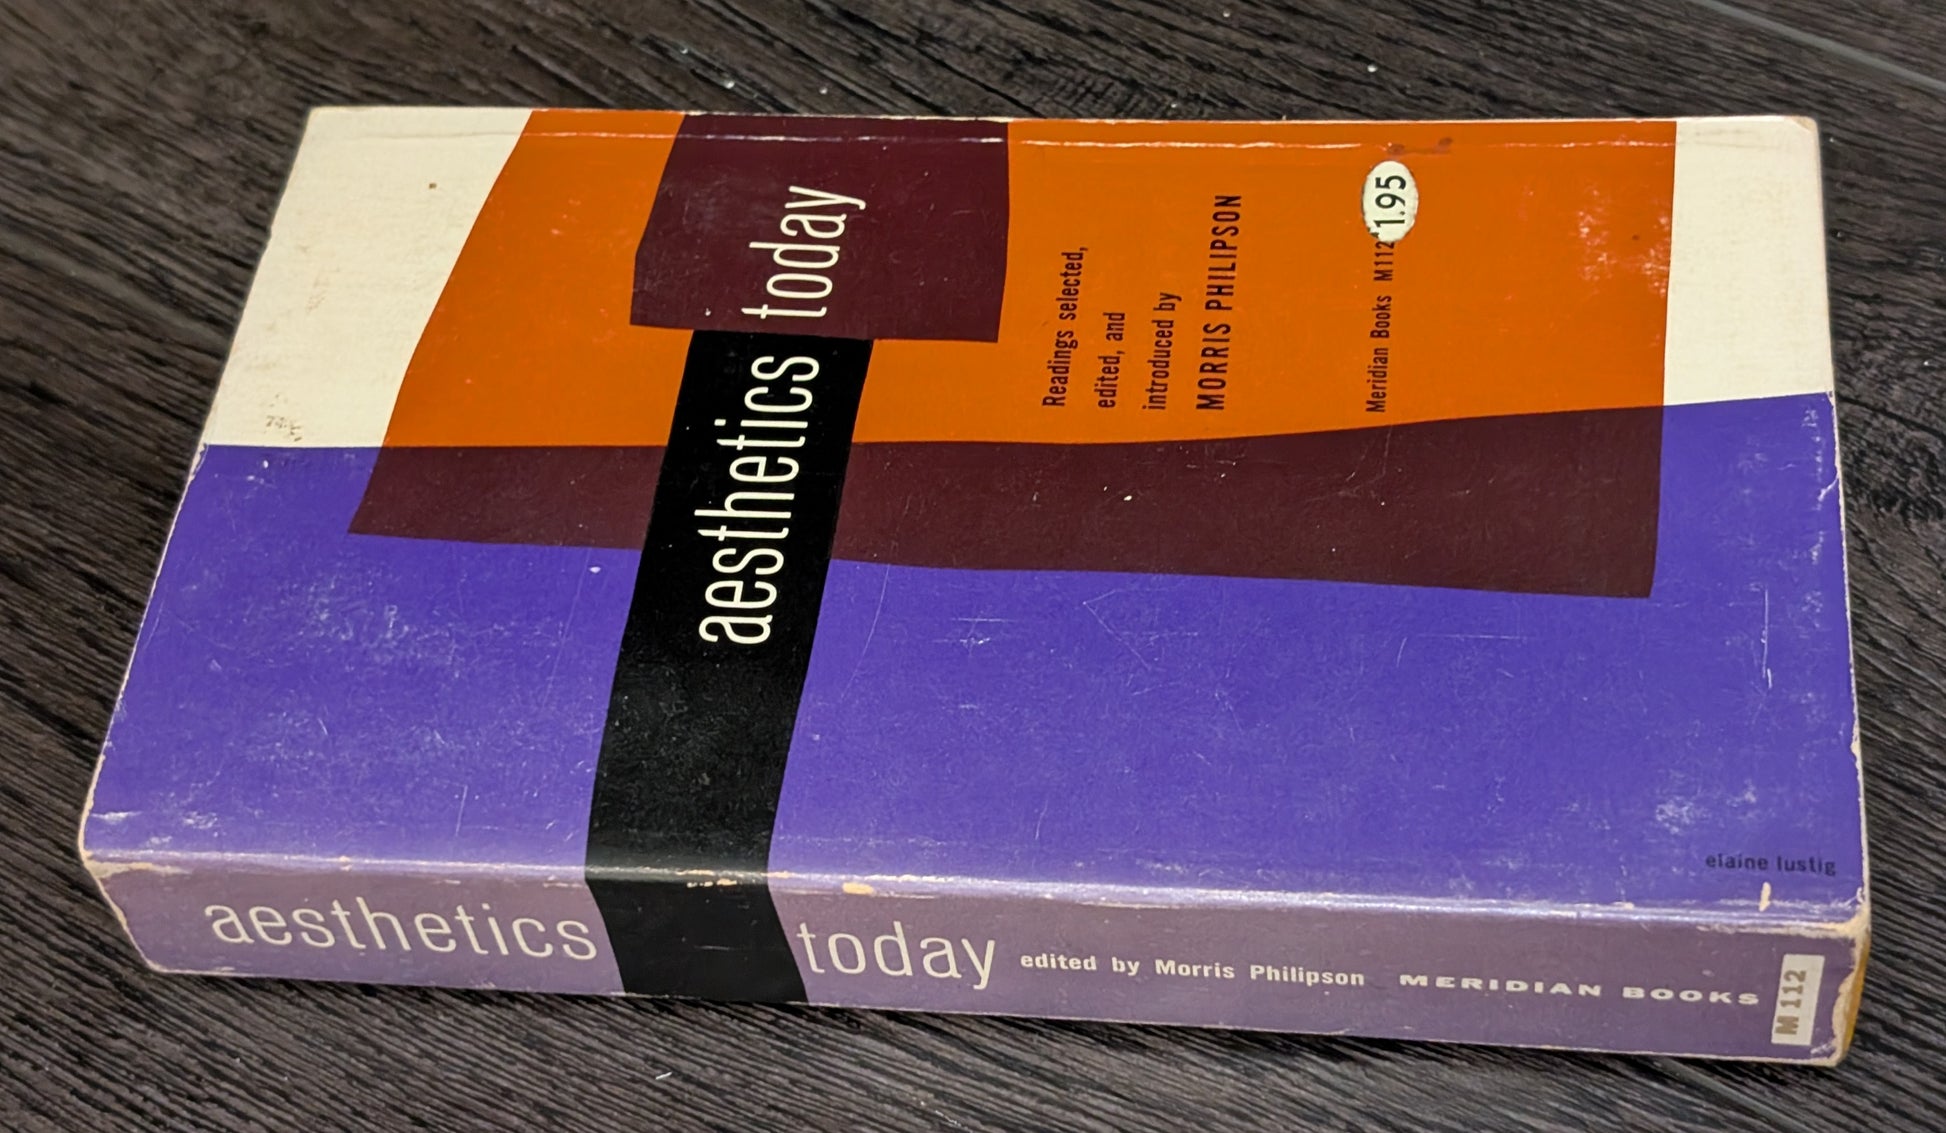 aesthetics today
Readings selected,
edited, and
introduced by
MORRIS PHILIPSON
Meridian Books M112
1.95
elaine lustig
aesthetics today edited by Morris Philipson MERIDIAN BOOKS M112